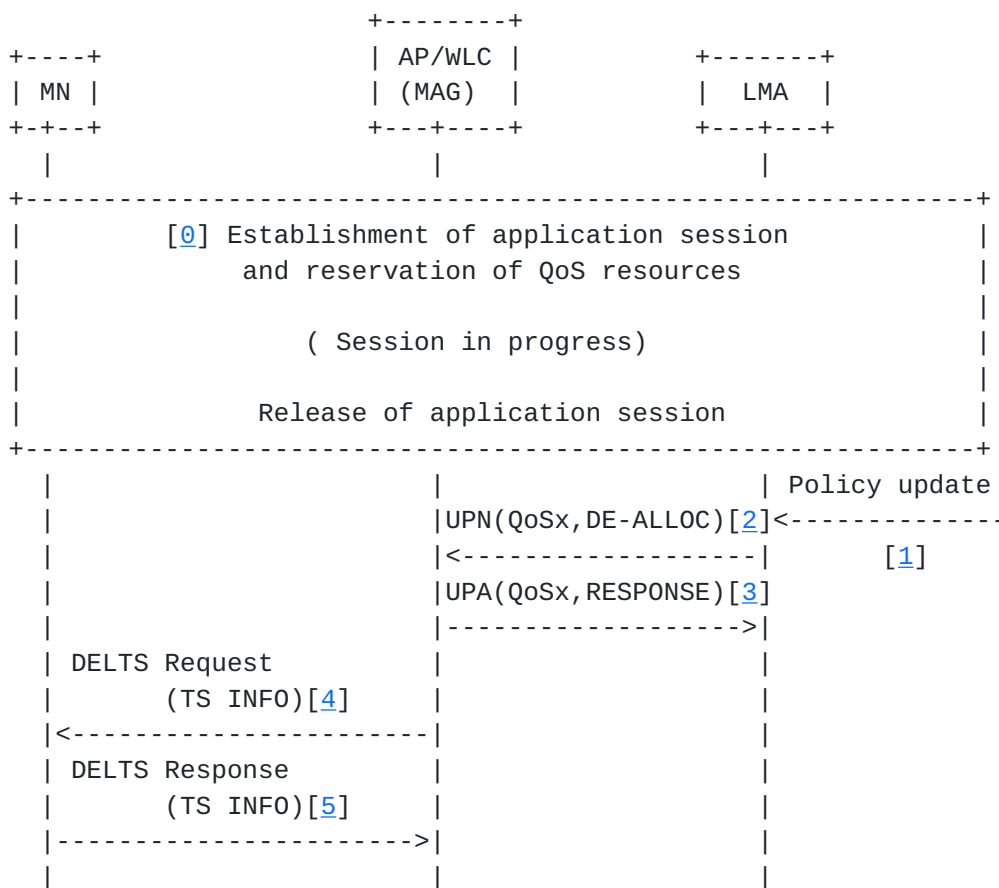 +--------+
+----+                 | AP/WLC |           +-------+
| MN |                 | (MAG)  |           |  LMA  |
+-+--+                 +---+----+           +---+---+
  |                        |                    |
+-------------------------------------------------------------+
|         [0] Establishment of application session            |
|              and reservation of QoS resources               |
|                                                             |
|                  ( Session in progress)                     |
|                                                             |
|               Release of application session                |
+-------------------------------------------------------------+
  |                        |                    | Policy update
  |                        |UPN(QoSx,DE-ALLOC)[2]<--------------
  |                        |<-------------------|       [1]
  |                        |UPA(QoSx,RESPONSE)[3]
  |                        |------------------->|
  | DELTS Request          |                    |
  |       (TS INFO)[4]     |                    |
  |<-----------------------|                    |
  | DELTS Response         |                    |
  |       (TS INFO)[5]     |                    |
  |----------------------->|                    |
  |                        |                    |